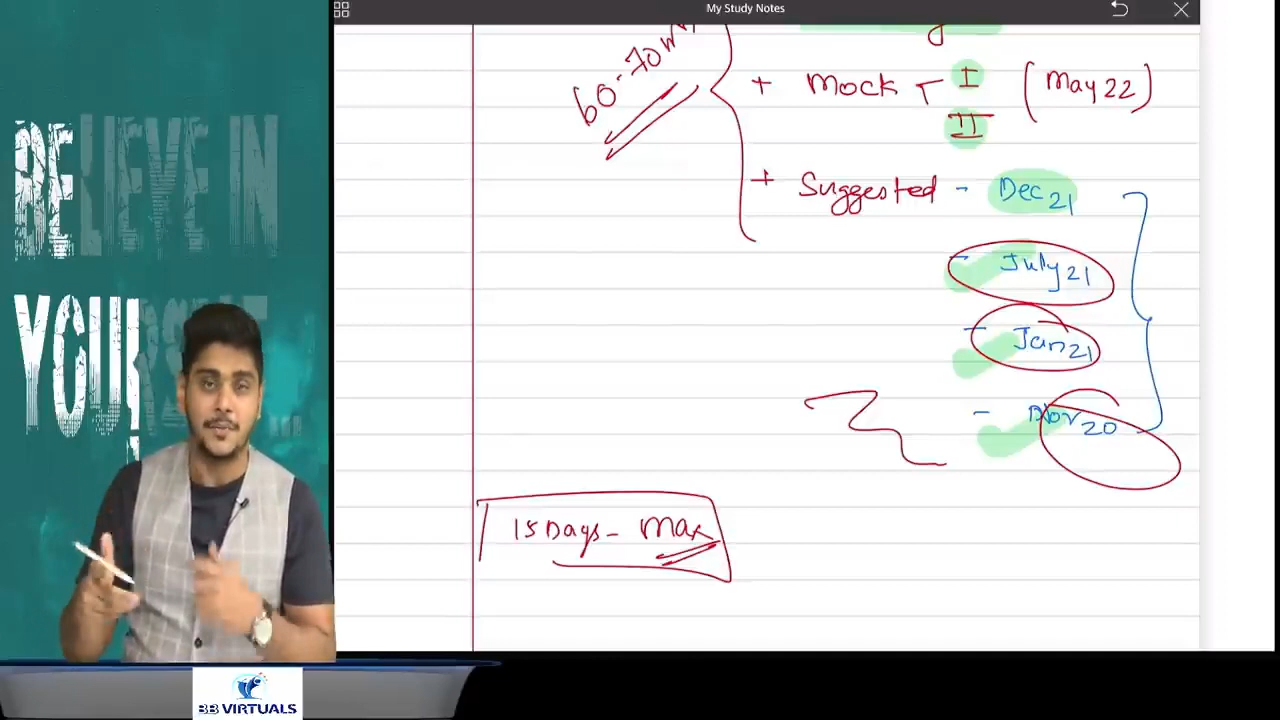 My Study Notes
BELIEVE IN
YOUR
60-70
+ Mock I (May 22)
II
+ Suggested - Dec 21
- July 21
- Jan 21
- Nov 20
15 Days - Max
BB VIRTUALS